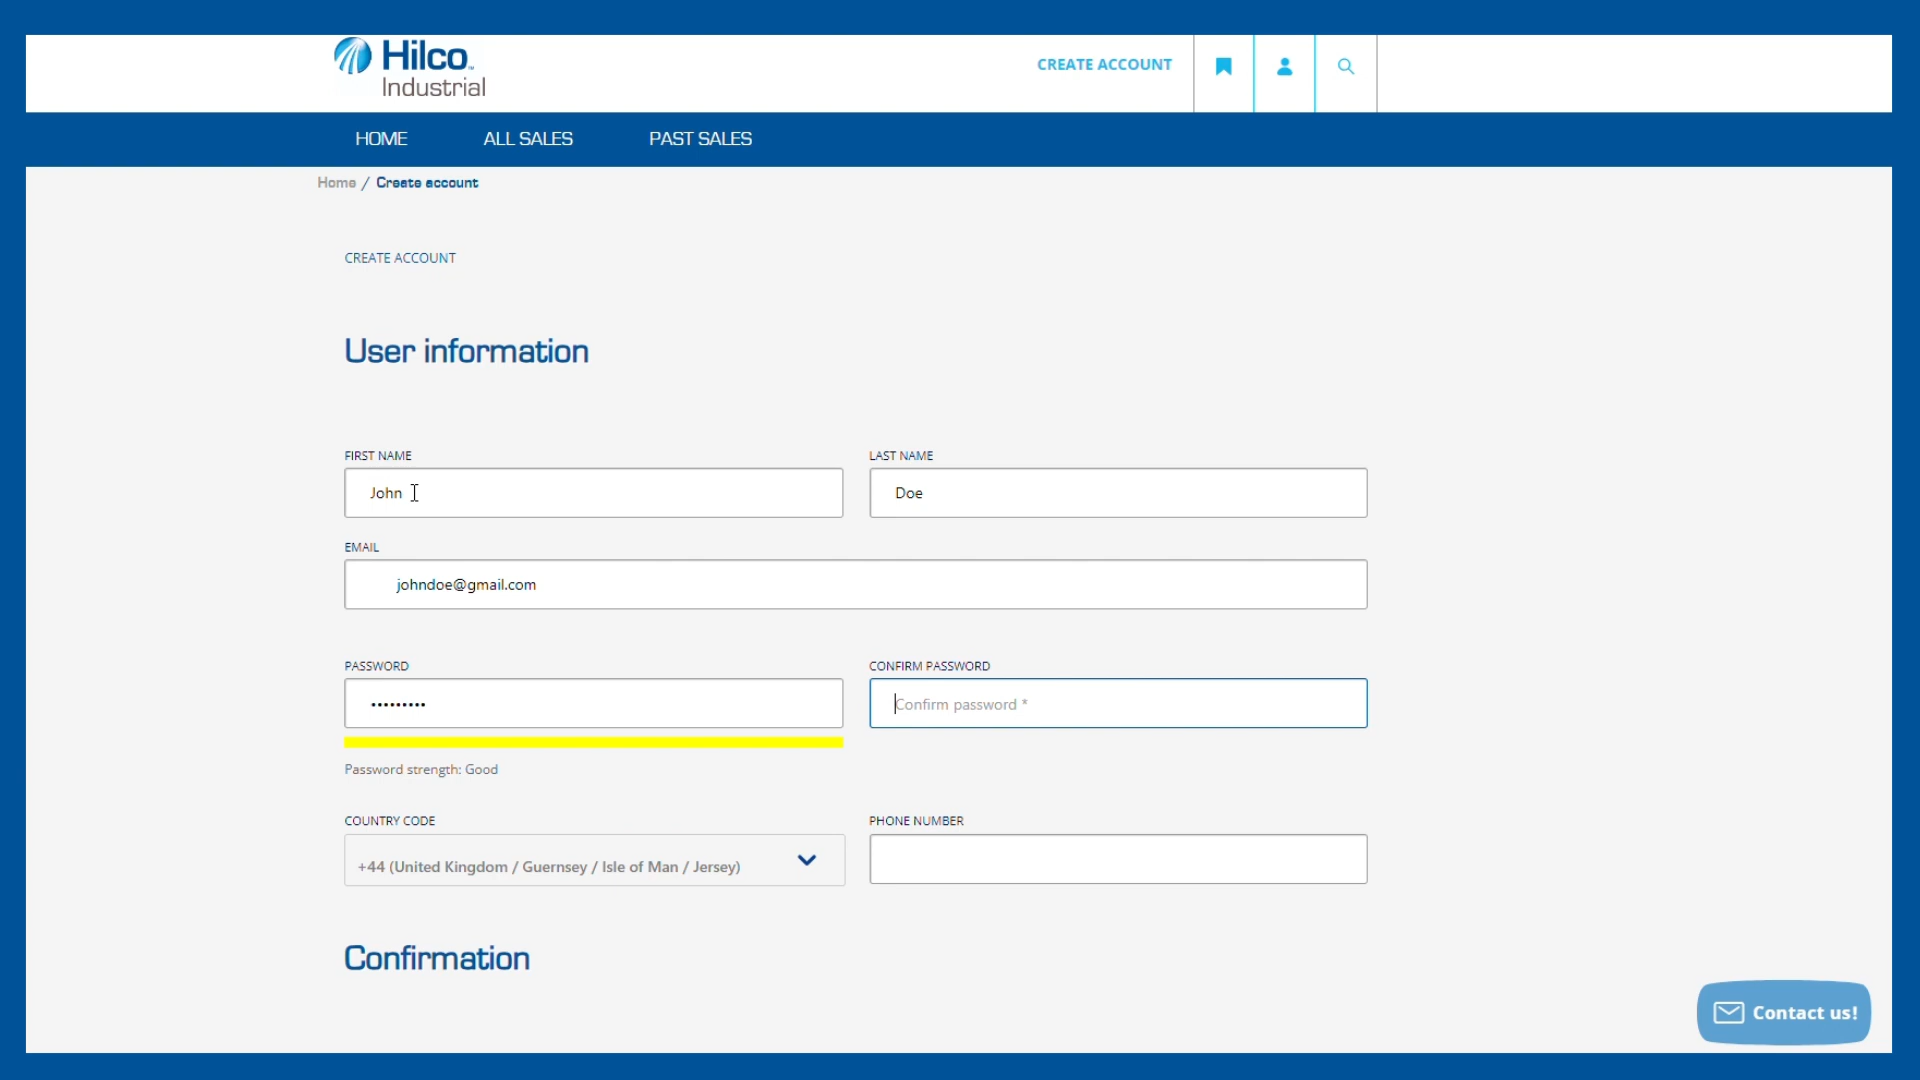 Hilco™
Industrial
CREATE ACCOUNT
HOME ALL SALES PAST SALES
Home / Create account
CREATE ACCOUNT
User information
FIRST NAME LAST NAME
John Doe
EMAIL
johndoe@gmail.com
PASSWORD CONFIRM PASSWORD
••••••••• Confirm password *
Password strength: Good
COUNTRY CODE PHONE NUMBER
+44 (United Kingdom / Guernsey / Isle of Man / Jersey)
Confirmation
Contact us!